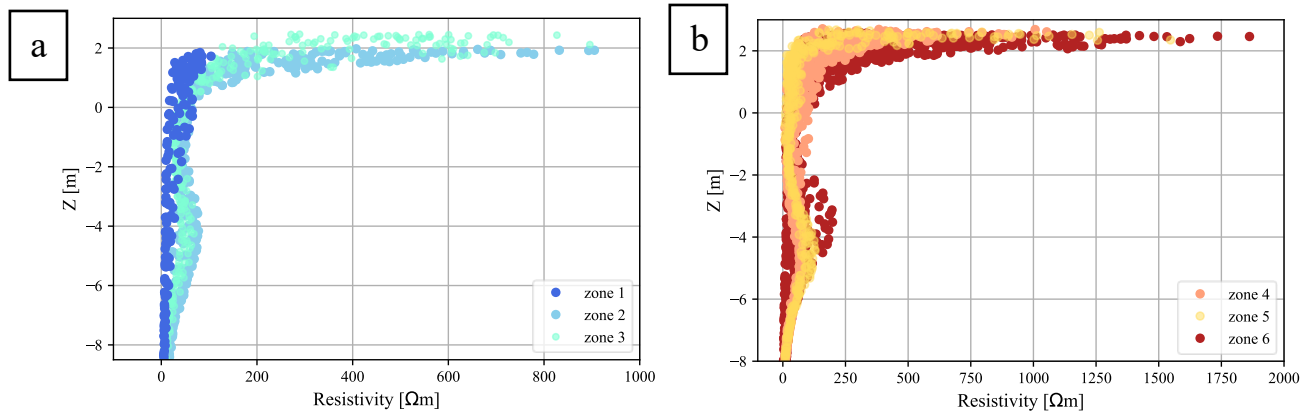 a
2
0
−2
−4
−6
−8
Z [m]
0
200
400
600
800
1000
Resistivity [Ωm]
zone 1
zone 2
zone 3
b
2
0
−2
−4
−6
−8
Z [m]
0
250
500
750
1000
1250
1500
1750
2000
Resistivity [Ωm]
zone 4
zone 5
zone 6